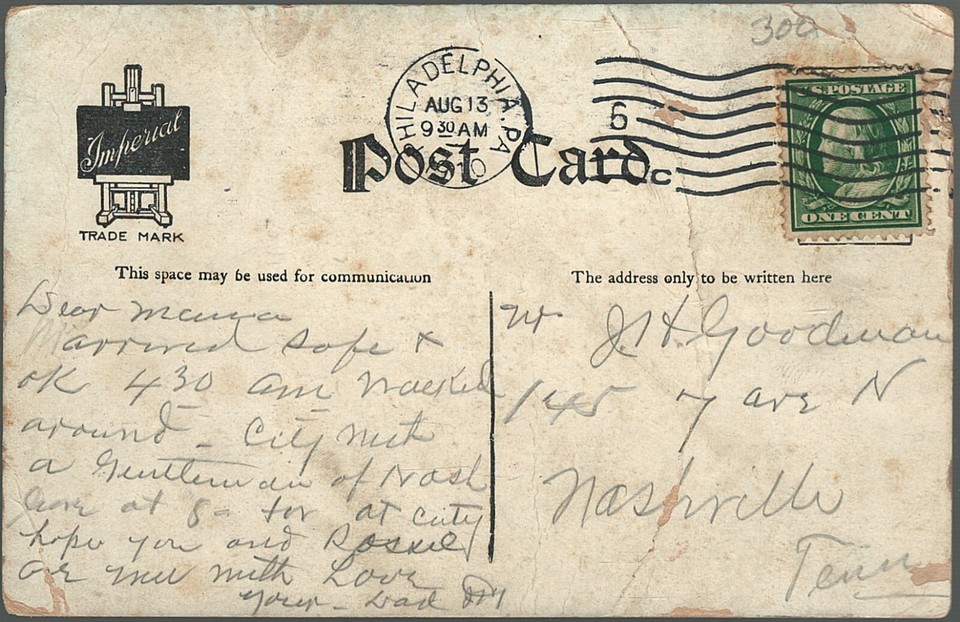 300
Imperial
TRADE MARK
PHILADELPHIA, PA
AUG 13
9 30 AM
10
6
C
U.S. POSTAGE
ONE CENT
Post Card
This space may be used for communication
The address only to be written here
Dear Mama
Arrived safe &
OK 4 30 am Walked
around - City with
a Gentleman of Nash
at 8 - for at City
hope you and
are well with Love
your - Dad
J. H. Goodman
145 7 ave N
Nashville
Tenn